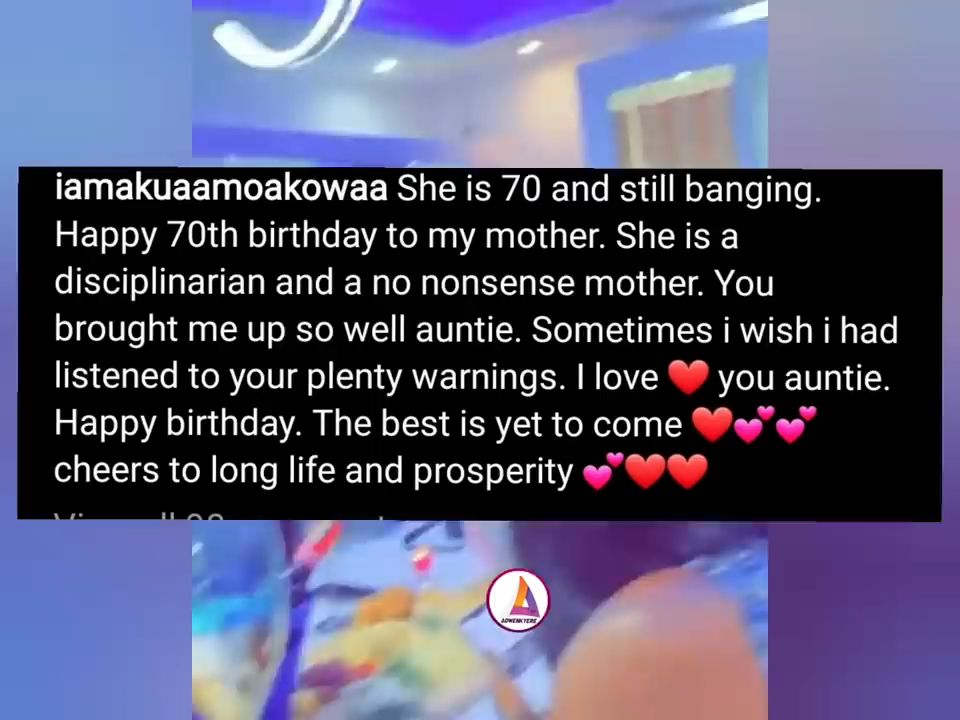 iamakuaamoakowaa She is 70 and still banging.
Happy 70th birthday to my mother. She is a
disciplinarian and a no nonsense mother. You
brought me up so well auntie. Sometimes i wish i had
listened to your plenty warnings. I love ❤️ you auntie.
Happy birthday. The best is yet to come ❤️💕💕
cheers to long life and prosperity 💕❤️❤️
ADWENKYERE